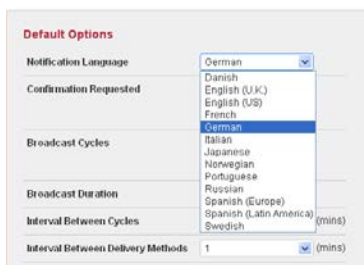 Default Options
Notification Language
German
Danish
English (U.K.)
English (US)
French
German
Italian
Japanese
Norwegian
Portuguese
Russian
Spanish (Europe)
Spanish (Latin America)
Swedish
Confirmation Requested
Broadcast Cycles
Broadcast Duration
Interval Between Cycles (mins)
Interval Between Delivery Methods 1 (mins)